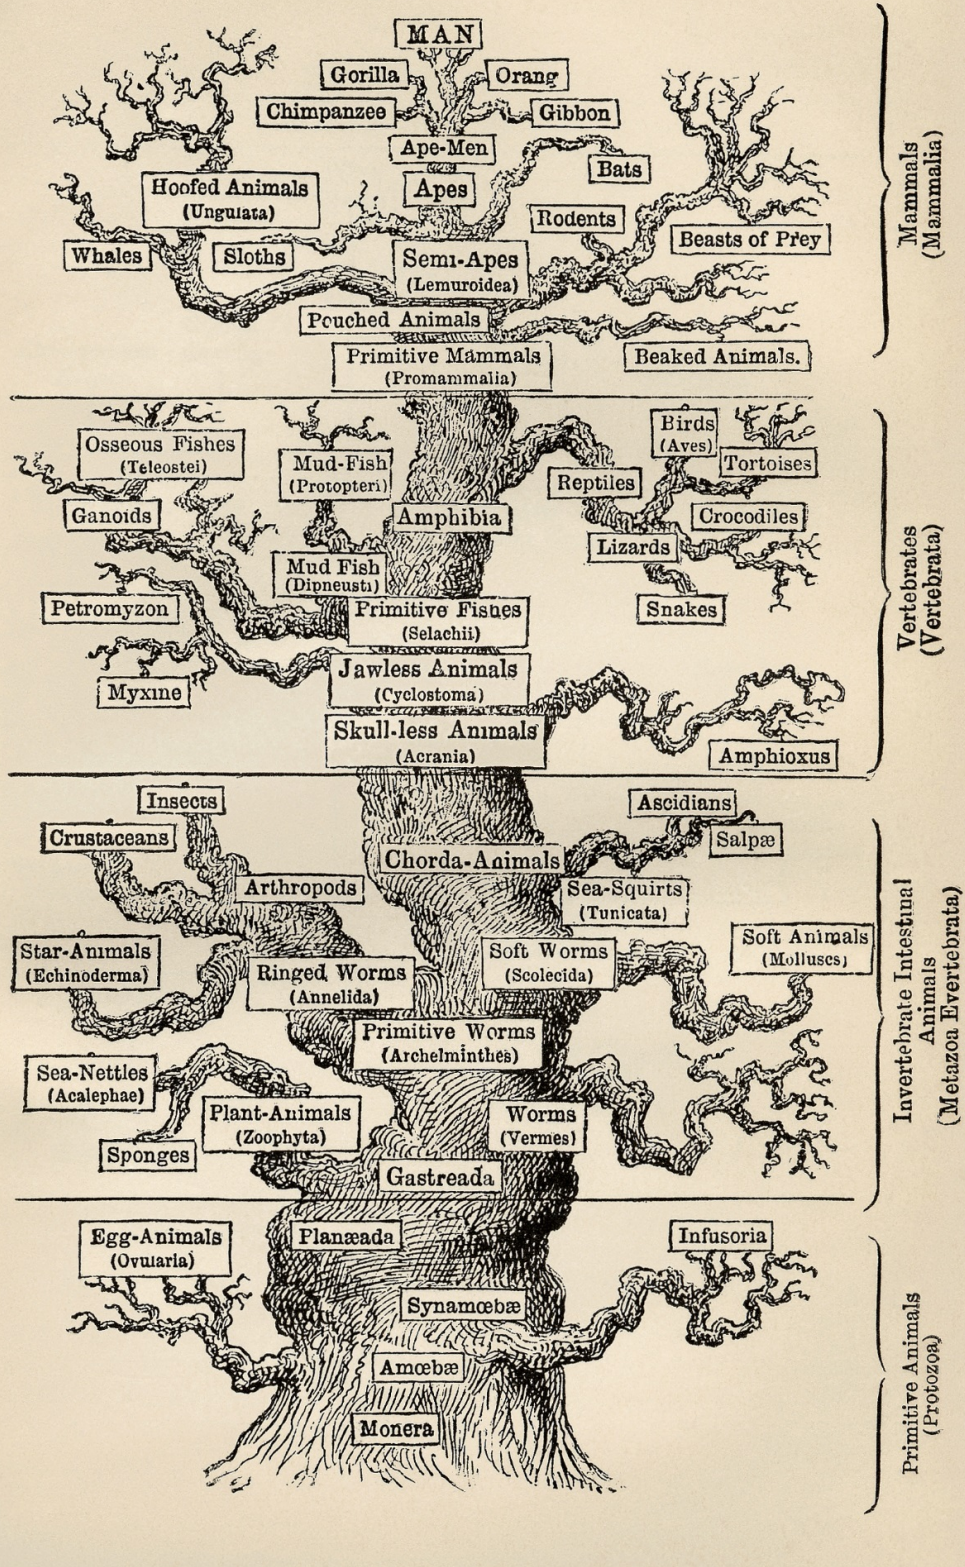 MAN
Gorilla
Orang
Chimpanzee
Gibbon
Ape-Men
Bats
Hoofed Animals
(Ungulata)
Apes
Rodents
Beasts of Prey
Whales
Sloths
Semi-Apes
(Lemuroidea)
Pouched Animals
Primitive Mammals
(Promammalia)
Beaked Animals.
Mammals
(Mammalia)
Osseous Fishes
(Teleostei)
Birds
(Aves)
Mud-Fish
(Protopteri)
Tortoises
Reptiles
Ganoids
Amphibia
Crocodiles
Lizards
Mud Fish
(Dipneusti)
Petromyzon
Primitive Fishes
(Selachii)
Snakes
Jawless Animals
(Cyclostoma)
Myxine
Skull-less Animals
(Acrania)
Amphioxus
Vertebrates
(Vertebrata)
Insects
Ascidians
Crustaceans
Salpæ
Chorda-Animals
Arthropods
Sea-Squirts
(Tunicata)
Star-Animals
(Echinoderma)
Soft Worms
(Scolecida)
Soft Animals
(Molluscs)
Ringed Worms
(Annelida)
Primitive Worms
(Archelminthes)
Sea-Nettles
(Acalephae)
Plant-Animals
(Zoophyta)
Worms
(Vermes)
Sponges
Gastreada
Invertebrate Intestinal
Animals
(Metazoa Evertebrata)
Egg-Animals
(Ovularia)
Planæada
Infusoria
Synamœbæ
Amœbæ
Monera
Primitive Animals
(Protozoa)